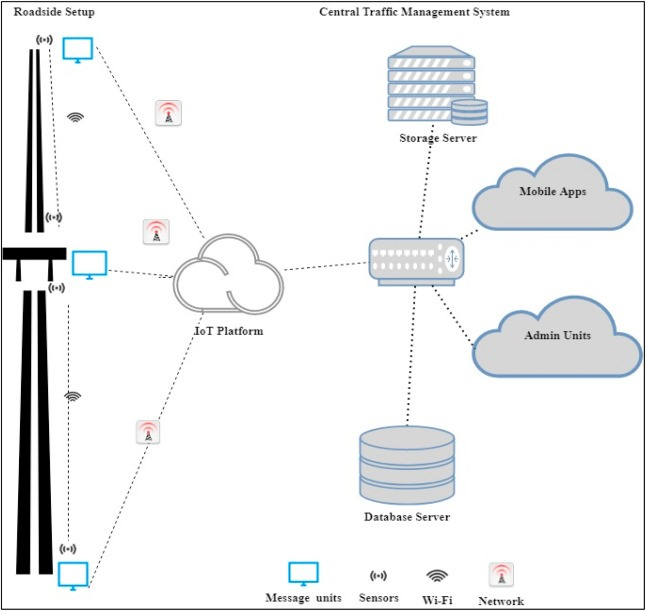 Roadside Setup
Central Traffic Management System
Storage Server
Mobile Apps
IoT Platform
Admin Units
Database Server
Message units
Sensors
Wi-Fi
Network